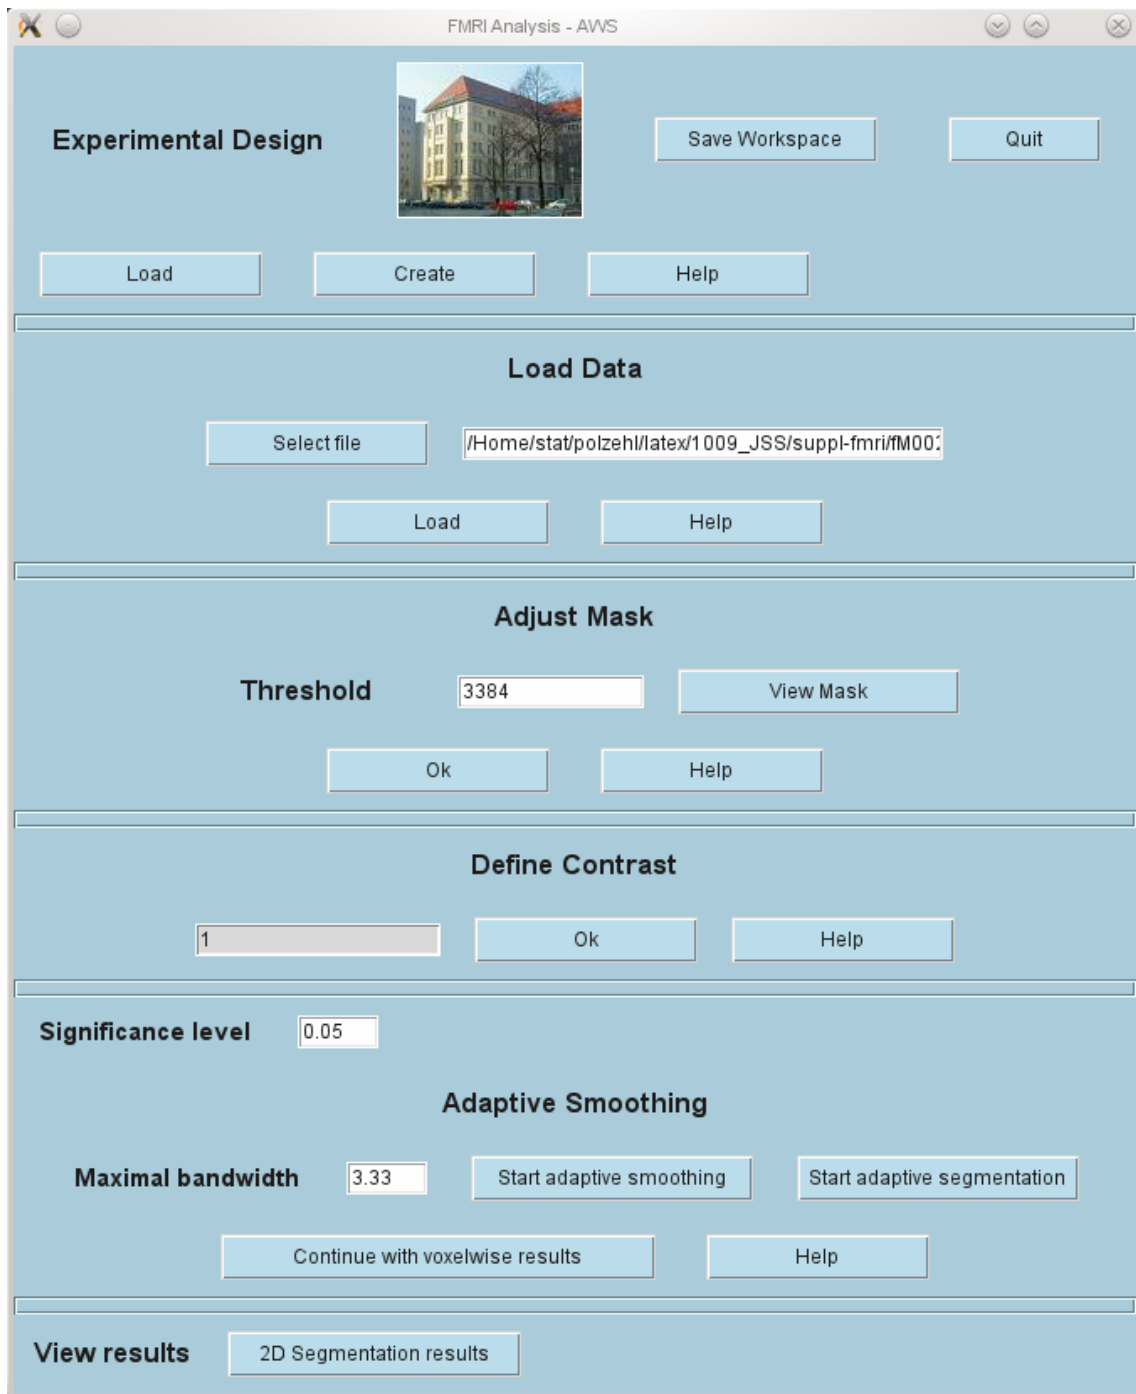 FMRI Analysis - AWS
Experimental Design
Save Workspace
Quit
Load
Create
Help
Load Data
Select file
/Home/stat/polzehl/latex/1009_JSS/suppl-fmri/fM002
Load
Help
Adjust Mask
Threshold
3384
View Mask
Ok
Help
Define Contrast
1
Ok
Help
Significance level
0.05
Adaptive Smoothing
Maximal bandwidth
3.33
Start adaptive smoothing
Start adaptive segmentation
Continue with voxelwise results
Help
View results
2D Segmentation results